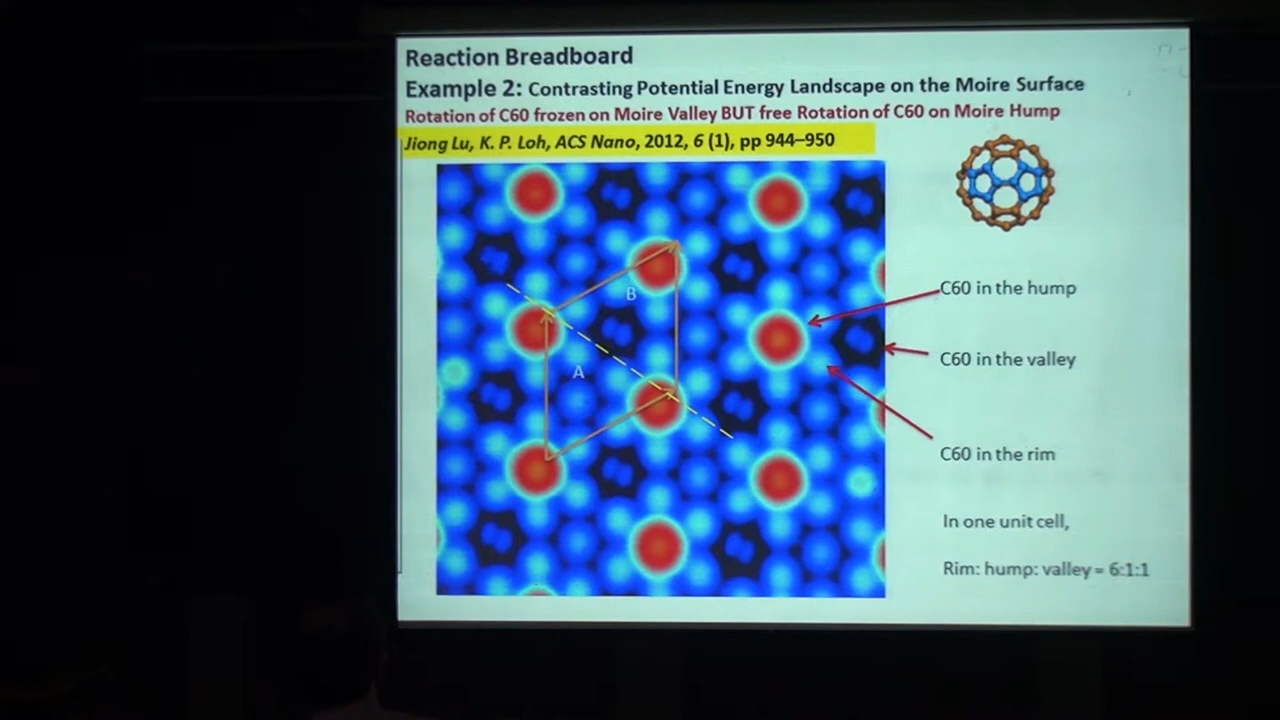 Reaction Breadboard
Example 2: Contrasting Potential Energy Landscape on the Moire Surface
Rotation of C60 frozen on Moire Valley BUT free Rotation of C60 on Moire Hump
Jiong Lu, K. P. Loh, ACS Nano, 2012, 6 (1), pp 944–950
B
C60 in the hump
C60 in the valley
A
C60 in the rim
In one unit cell,
Rim: hump: valley = 6:1:1